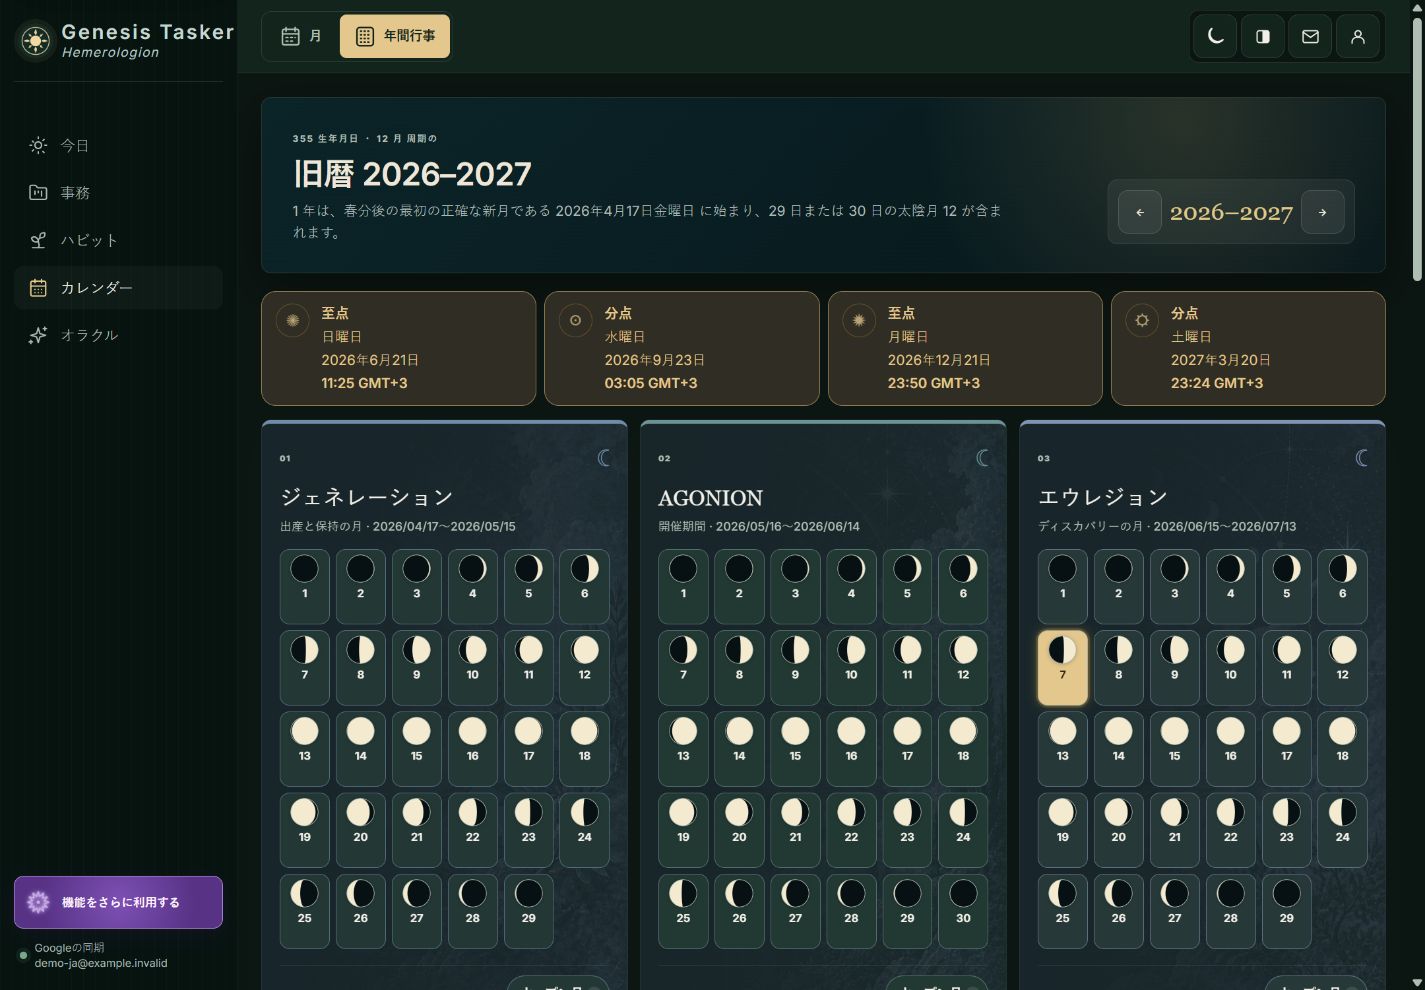 Genesis Tasker
Hemerologion
今日
事務
ハビット
カレンダー
オラクル
機能をさらに利用する
Googleの同期
demo-ja@example.invalid
月
年間行事
355 生年月日 · 12 月 周期の
旧暦 2026–2027
1 年は、春分後の最初の正確な新月である 2026年4月17日金曜日 に始まり、29 日または 30 日の太陰月 12 が含ま
れます。
← 2026–2027 →
至点
日曜日
2026年6月21日
11:25 GMT+3
分点
水曜日
2026年9月23日
03:05 GMT+3
至点
月曜日
2026年12月21日
23:50 GMT+3
分点
土曜日
2027年3月20日
23:24 GMT+3
01
ジェネレーション
出産と保持の月 · 2026/04/17～2026/05/15
1 2 3 4 5 6
7 8 9 10 11 12
13 14 15 16 17 18
19 20 21 22 23 24
25 26 27 28 29
02
AGONION
開催期間 · 2026/05/16～2026/06/14
1 2 3 4 5 6
7 8 9 10 11 12
13 14 15 16 17 18
19 20 21 22 23 24
25 26 27 28 29 30
03
エウレジョン
ディスカバリーの月 · 2026/06/15～2026/07/13
1 2 3 4 5 6
7 8 9 10 11 12
13 14 15 16 17 18
19 20 21 22 23 24
25 26 27 28 29